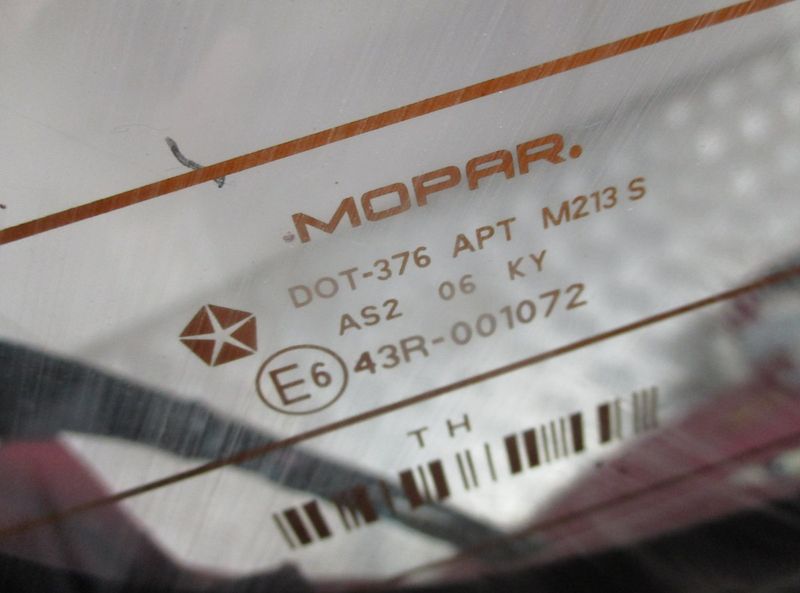 MOPAR.
DOT-376 APT M213 S
AS2 06 KY
E6 43R-001072
TH